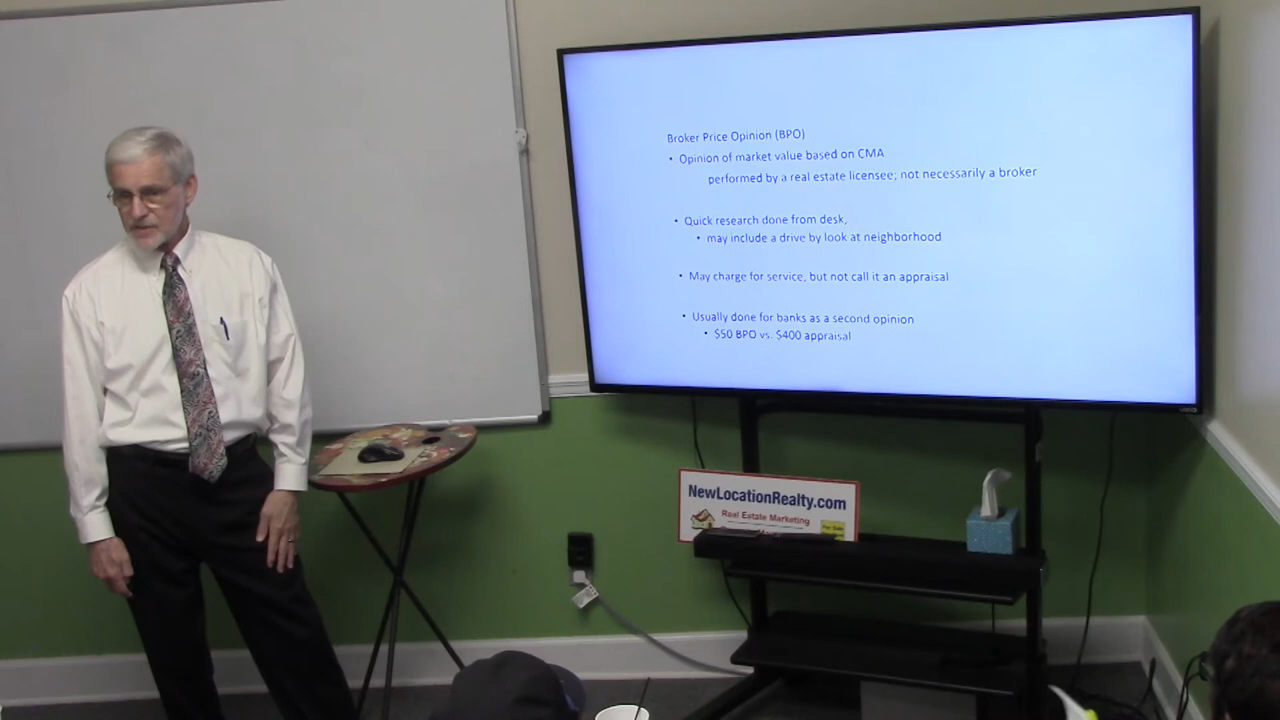 Broker Price Opinion (BPO)
• Opinion of market value based on CMA
performed by a real estate licensee; not necessarily a broker
• Quick research done from desk,
• may include a drive by look at neighborhood
• May charge for service, but not call it an appraisal
• Usually done for banks as a second opinion
• $50 BPO vs. $400 appraisal
VIZIO
NewLocationRealty.com
Real Estate Marketing
For Sale